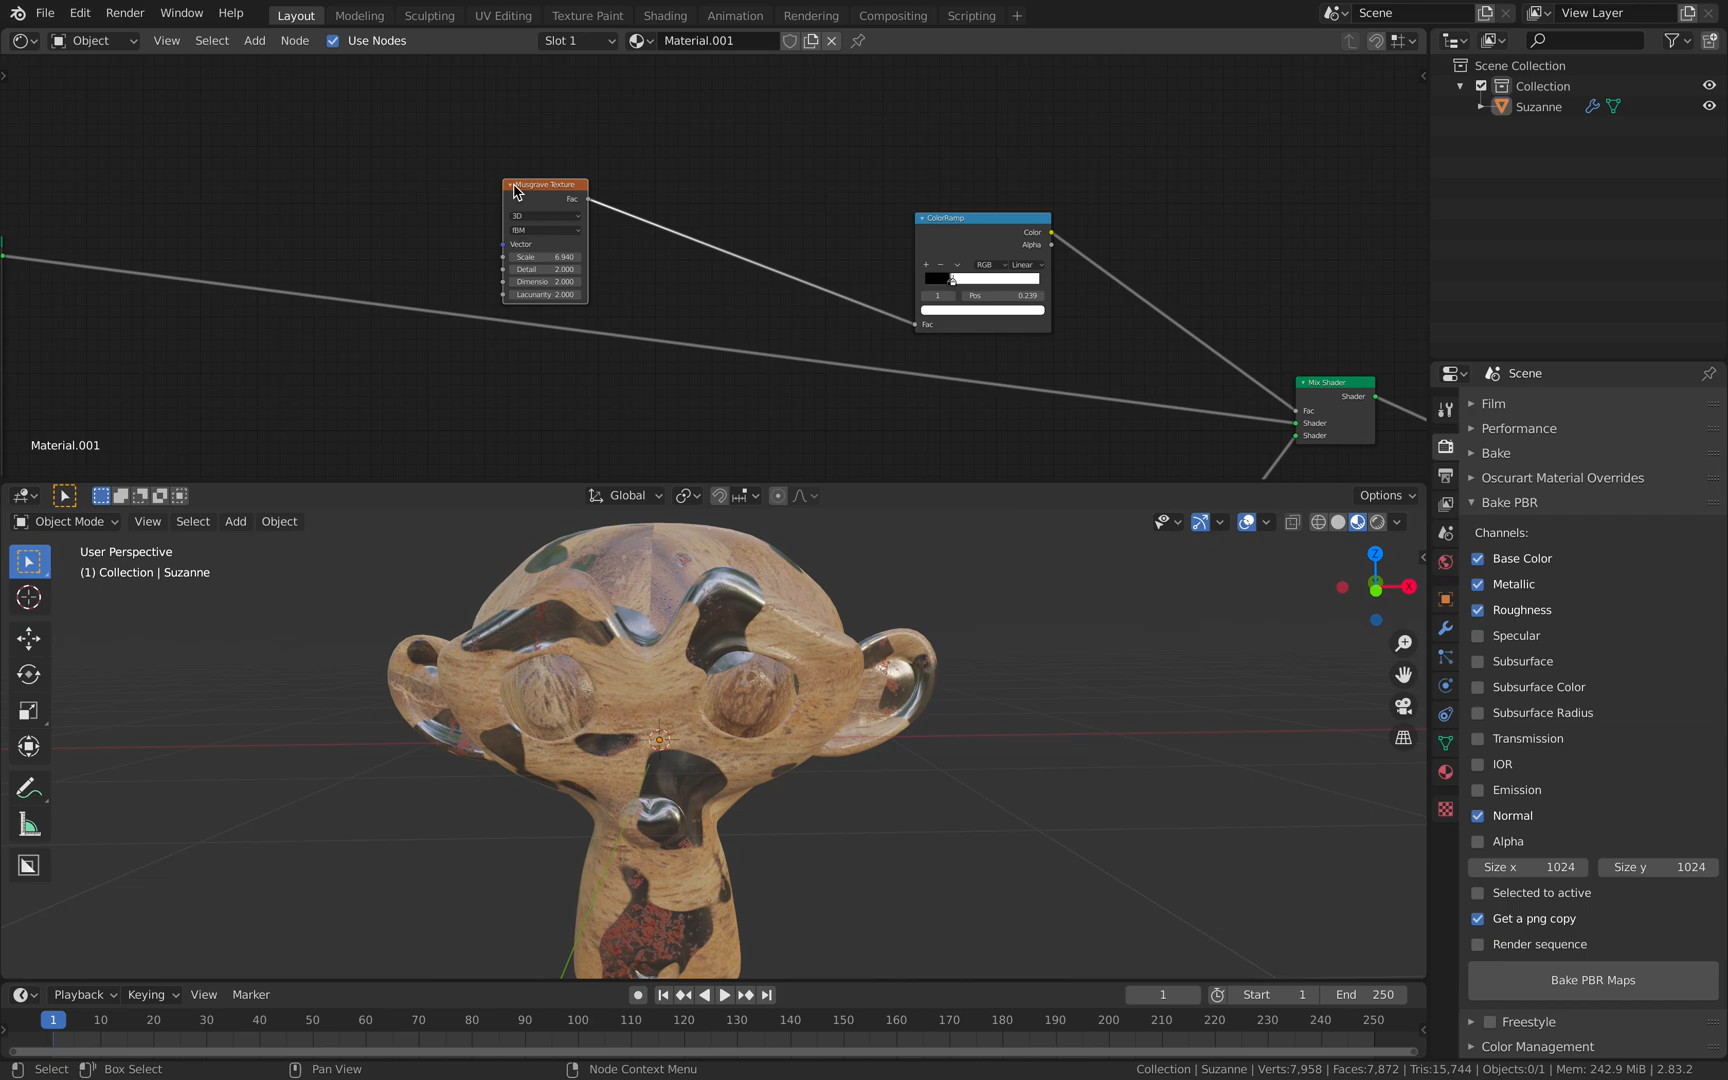 File Edit Render Window Help Layout Modeling Sculpting UV Editing Texture Paint Shading Animation Rendering Compositing Scripting + Scene View Layer
Object View Select Add Node Use Nodes Slot 1 Material.001
Scene Collection
Collection
Suzanne
Musgrave Texture
Fac
3D
fBM
Vector
Scale 6.940
Detail 2.000
Dimensio 2.000
Lacunarity 2.000
ColorRamp
Color
Alpha
+ − RGB Linear
1 Pos 0.239
Fac
Mix Shader
Shader
Fac
Shader
Shader
Material.001
Global Options
Object Mode View Select Add Object
User Perspective
(1) Collection | Suzanne
Z
X
Scene
Film
Performance
Bake
Oscurart Material Overrides
Bake PBR
Channels:
Base Color
Metallic
Roughness
Specular
Subsurface
Subsurface Color
Subsurface Radius
Transmission
IOR
Emission
Normal
Alpha
Size x 1024 Size y 1024
Selected to active
Get a png copy
Render sequence
Bake PBR Maps
Freestyle
Color Management
Playback Keying View Marker 1 Start 1 End 250
1 10 20 30 40 50 60 70 80 90 100 110 120 130 140 150 160 170 180 190 200 210 220 230 240 250
Select Box Select Pan View Node Context Menu Collection | Suzanne | Verts:7,958 | Faces:7,872 | Tris:15,744 | Objects:0/1 | Mem: 242.9 MiB | 2.83.2